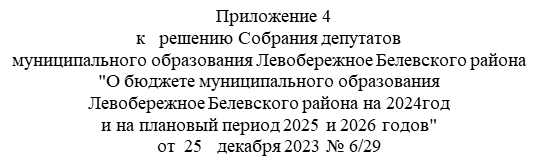 Приложение 4
к решению Собрания депутатов
муниципального образования Левобережное Белевского района
"О бюджете муниципального образования
Левобережное Белевского района на 2024год
и на плановый период 2025 и 2026 годов"
от 25 декабря 2023 № 6/29